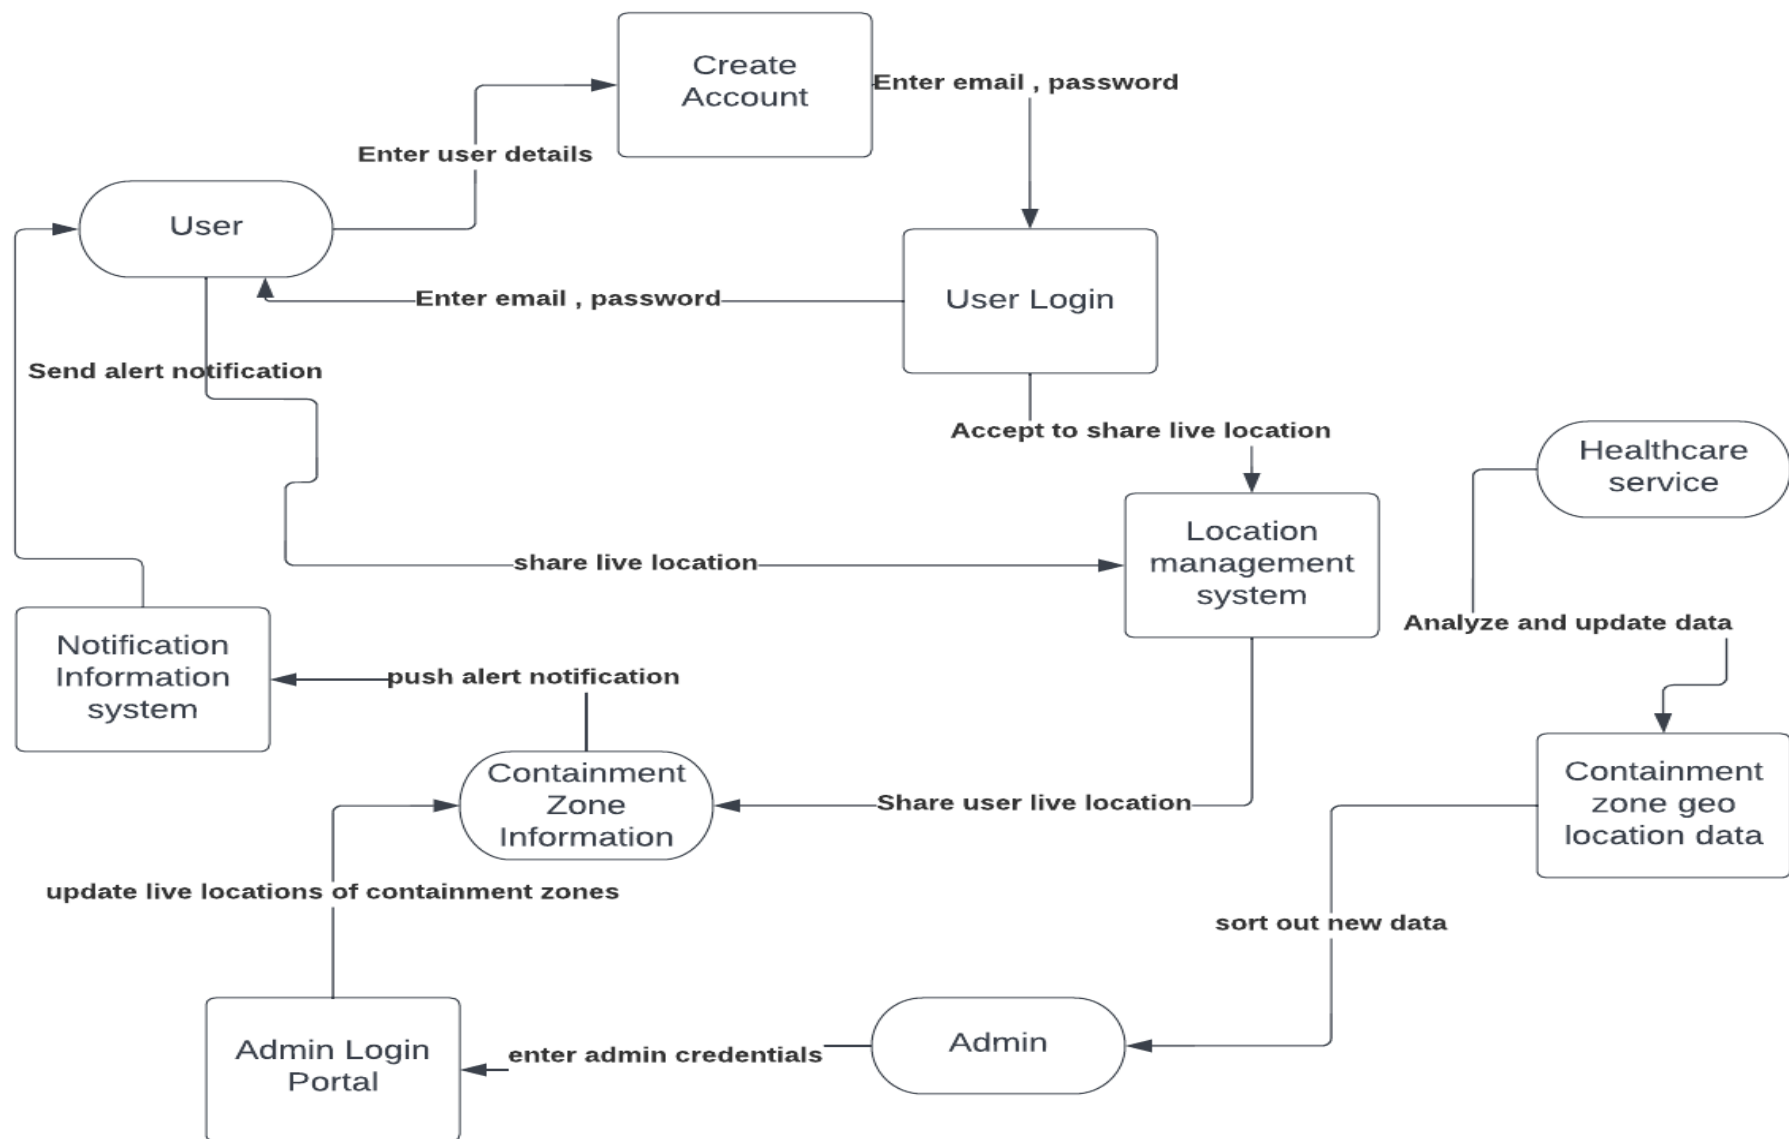 Create
Account
Enter email , password
Enter user details
User
Enter email , password
User Login
Send alert notification
Accept to share live location
Healthcare
service
Location
management
system
share live location
Analyze and update data
Notification
Information
system
push alert notification
Containment
Zone
Information
Share user live location
Containment
zone geo
location data
update live locations of containment zones
sort out new data
Admin Login
Portal
enter admin credentials
Admin